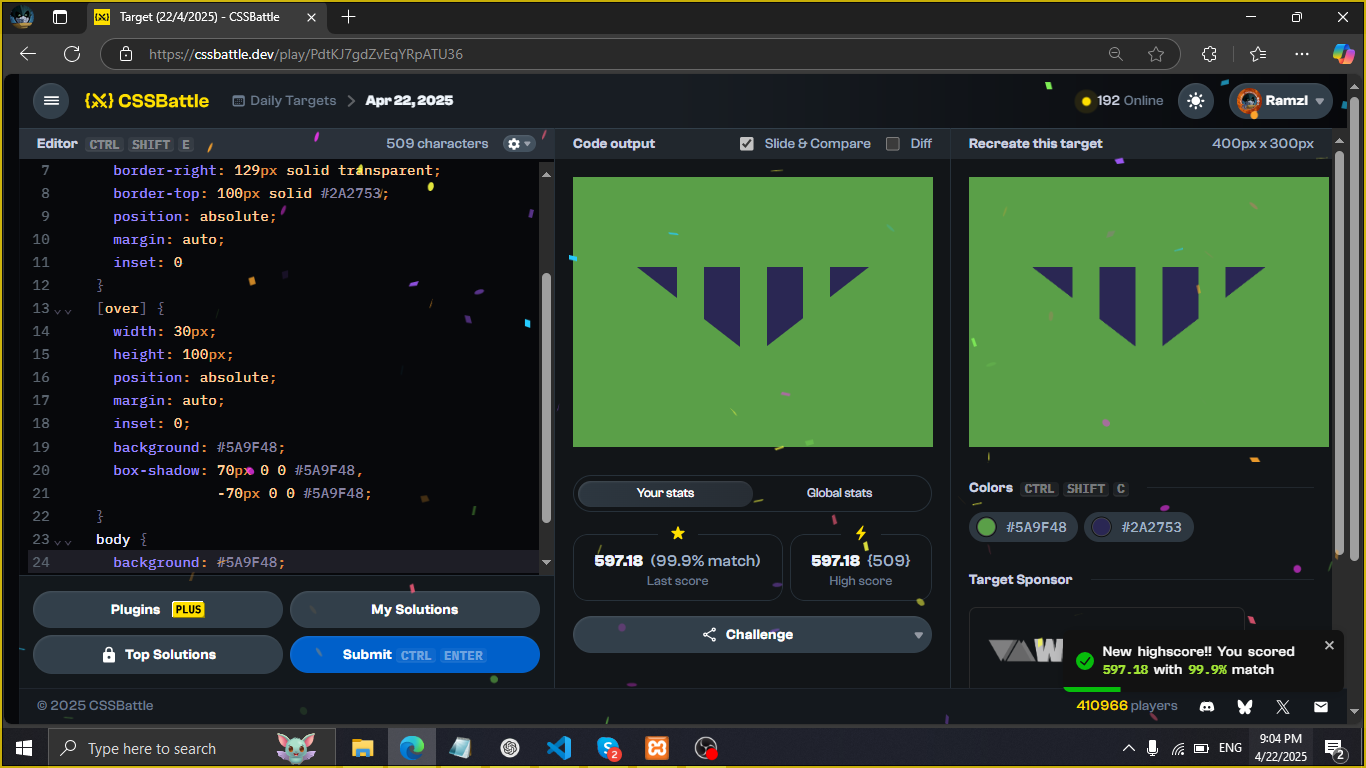 Target (22/4/2025) - CSSBattle
https://cssbattle.dev/play/PdtKJ7gdZvEqYRpATU36
{X} CSSBattle
Daily Targets
Apr 22, 2025
192 Online
Ramzl
Editor CTRL SHIFT E
509 characters
7 border-right: 129px solid transparent;
8 border-top: 100px solid #2A2753;
9 position: absolute;
10 margin: auto;
11 inset: 0
12 }
13 [over] {
14 width: 30px;
15 height: 100px;
16 position: absolute;
17 margin: auto;
18 inset: 0;
19 background: #5A9F48;
20 box-shadow: 70px 0 0 #5A9F48,
21 -70px 0 0 #5A9F48;
22 }
23 body {
24 background: #5A9F48;
Plugins PLUS
My Solutions
Top Solutions
Submit CTRL ENTER
Code output
Slide & Compare
Diff
Your stats
Global stats
597.18 (99.9% match)
Last score
597.18 {509}
High score
Challenge
Recreate this target
400px x 300px
Colors CTRL SHIFT C
#5A9F48
#2A2753
Target Sponsor
New highscore!! You scored
597.18 with 99.9% match
© 2025 CSSBattle
410966 players
Type here to search
2
ENG
9:04 PM
4/22/2025
2